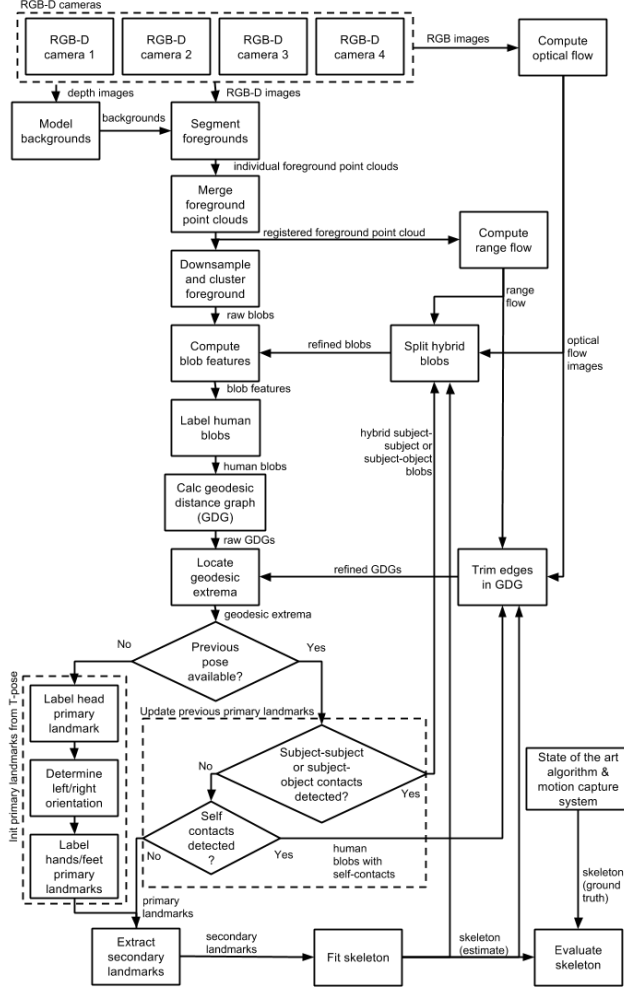 RGB-D cameras
RGB-D
camera 1
RGB-D
camera 2
RGB-D
camera 3
RGB-D
camera 4
RGB images
Compute
optical flow
depth images
RGB-D images
Model
backgrounds
backgrounds
Segment
foregrounds
individual foreground point clouds
Merge
foreground
point clouds
registered foreground point cloud
Compute
range flow
Downsample
and cluster
foreground
range
flow
raw blobs
Compute
blob features
refined blobs
Split hybrid
blobs
optical
flow
images
blob features
Label human
blobs
hybrid subject-
subject or
subject-object
blobs
human blobs
Calc geodesic
distance graph
(GDG)
raw GDGs
Locate
geodesic
extrema
refined GDGs
Trim edges
in GDG
geodesic extrema
No
Previous
pose
available?
Yes
Init primary landmarks from T-pose
Label head
primary
landmark
Determine
left/right
orientation
Label
hands/feet
primary
landmarks
Update previous primary landmarks
Subject-subject
or subject-
object contacts
detected?
No
Yes
Self
contacts
detected
?
No
Yes
human
blobs with
self-contacts
State of the art
algorithm &
motion capture
system
skeleton
(ground
truth)
primary
landmarks
Extract
secondary
landmarks
secondary
landmarks
Fit skeleton
skeleton
(estimate)
Evaluate
skeleton